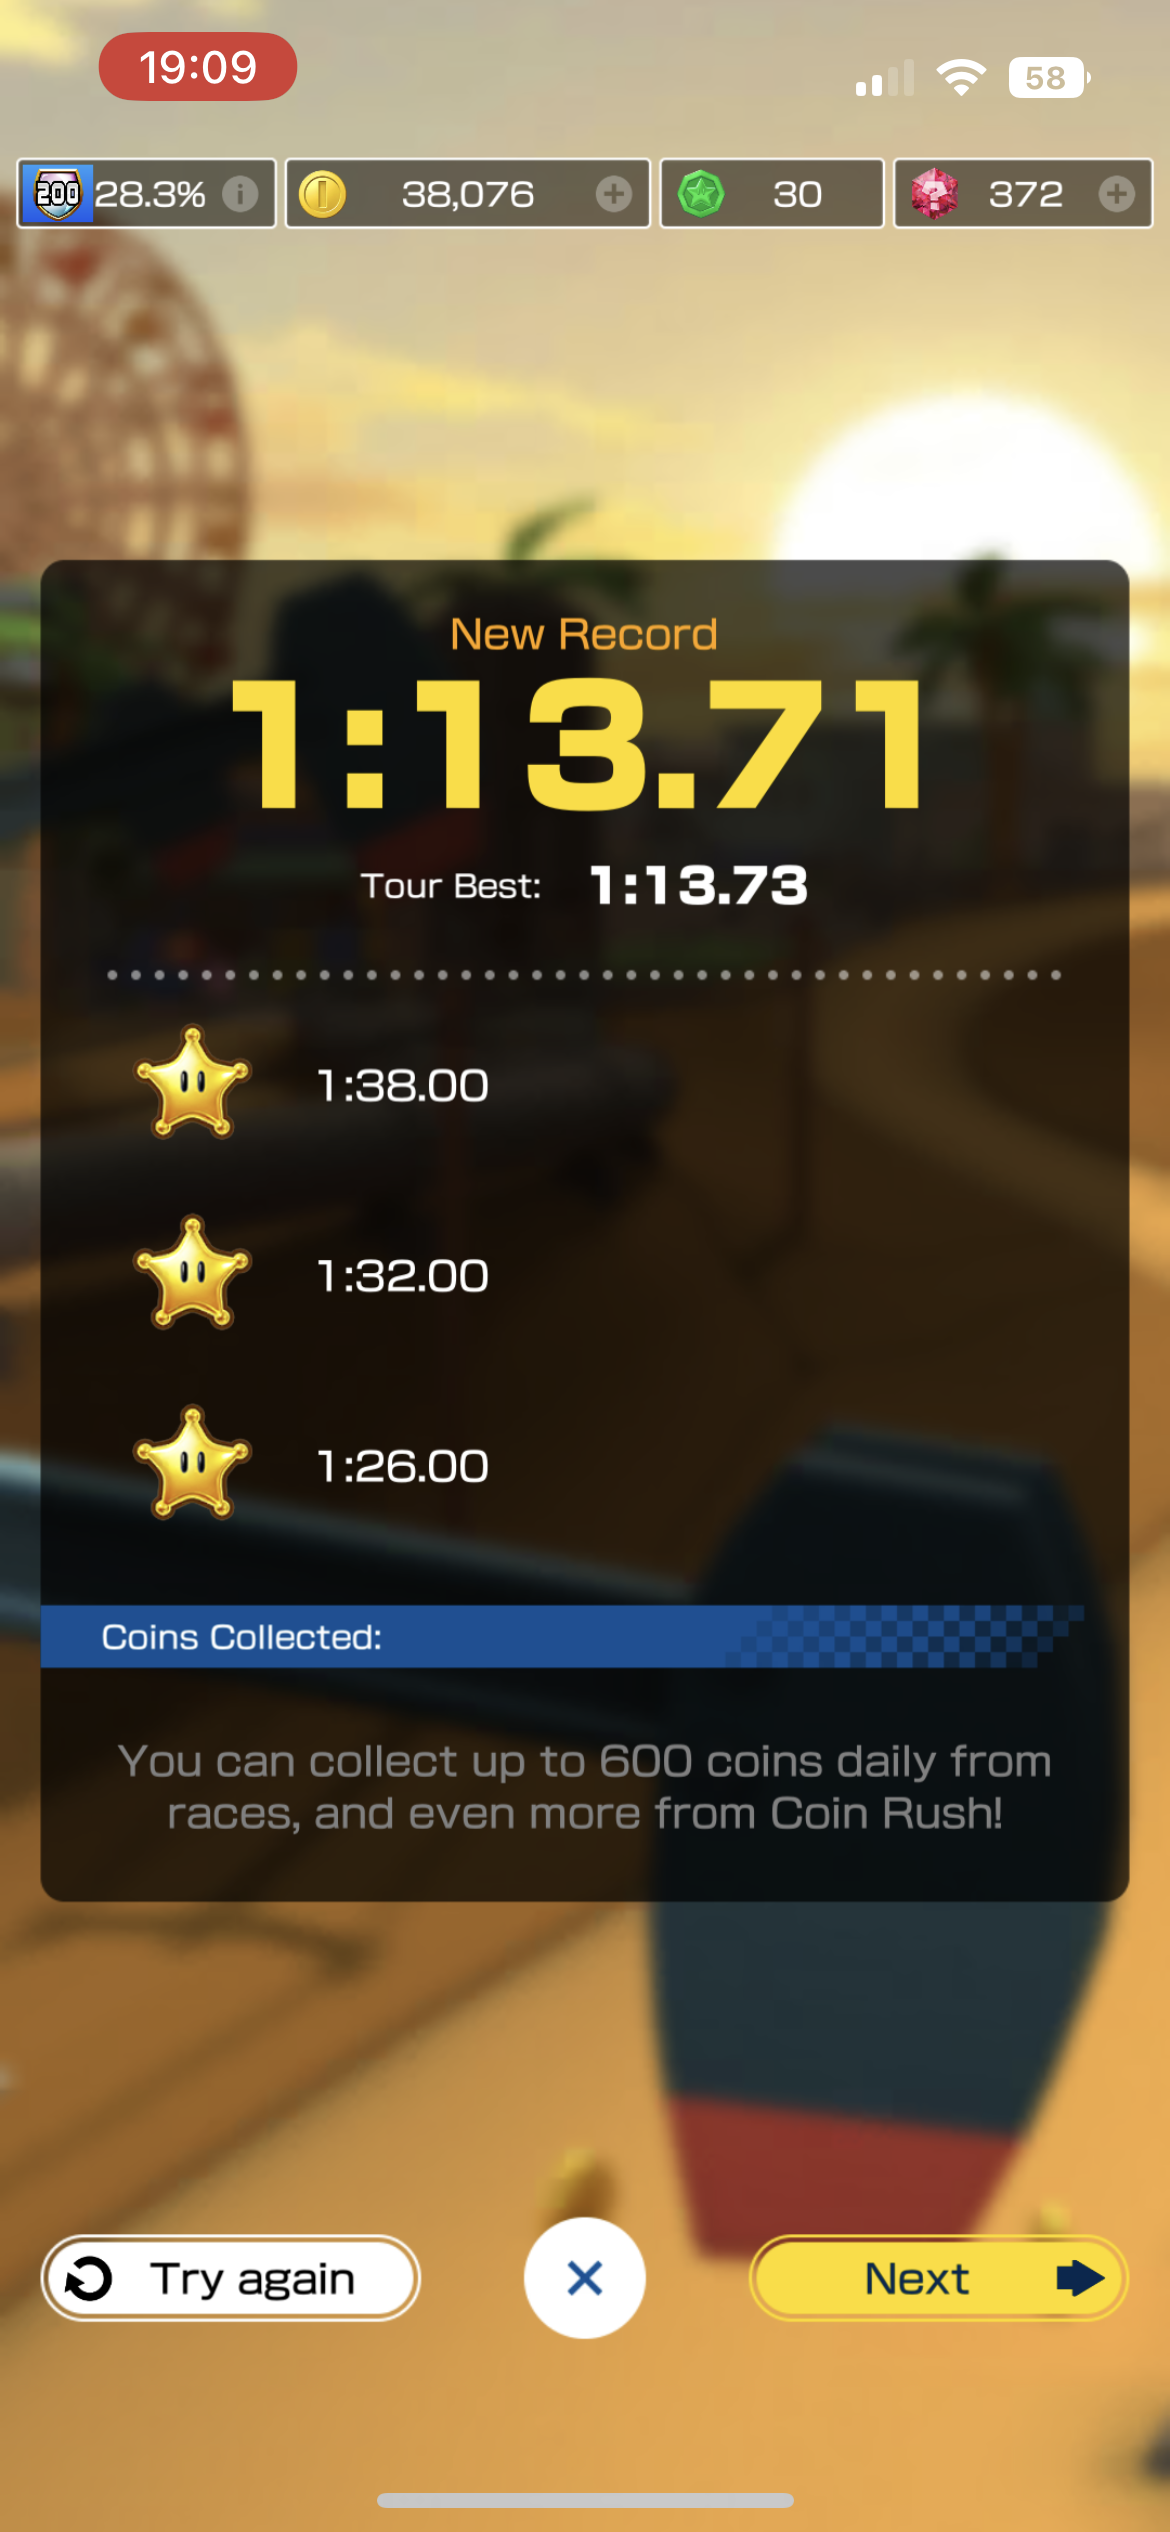 19:09
58
200 28.3% i 38,076 + 30 ? 372 +
New Record
1:13.71
Tour Best: 1:13.73
1:38.00
1:32.00
1:26.00
Coins Collected:
You can collect up to 600 coins daily from
races, and even more from Coin Rush!
Try again
Next